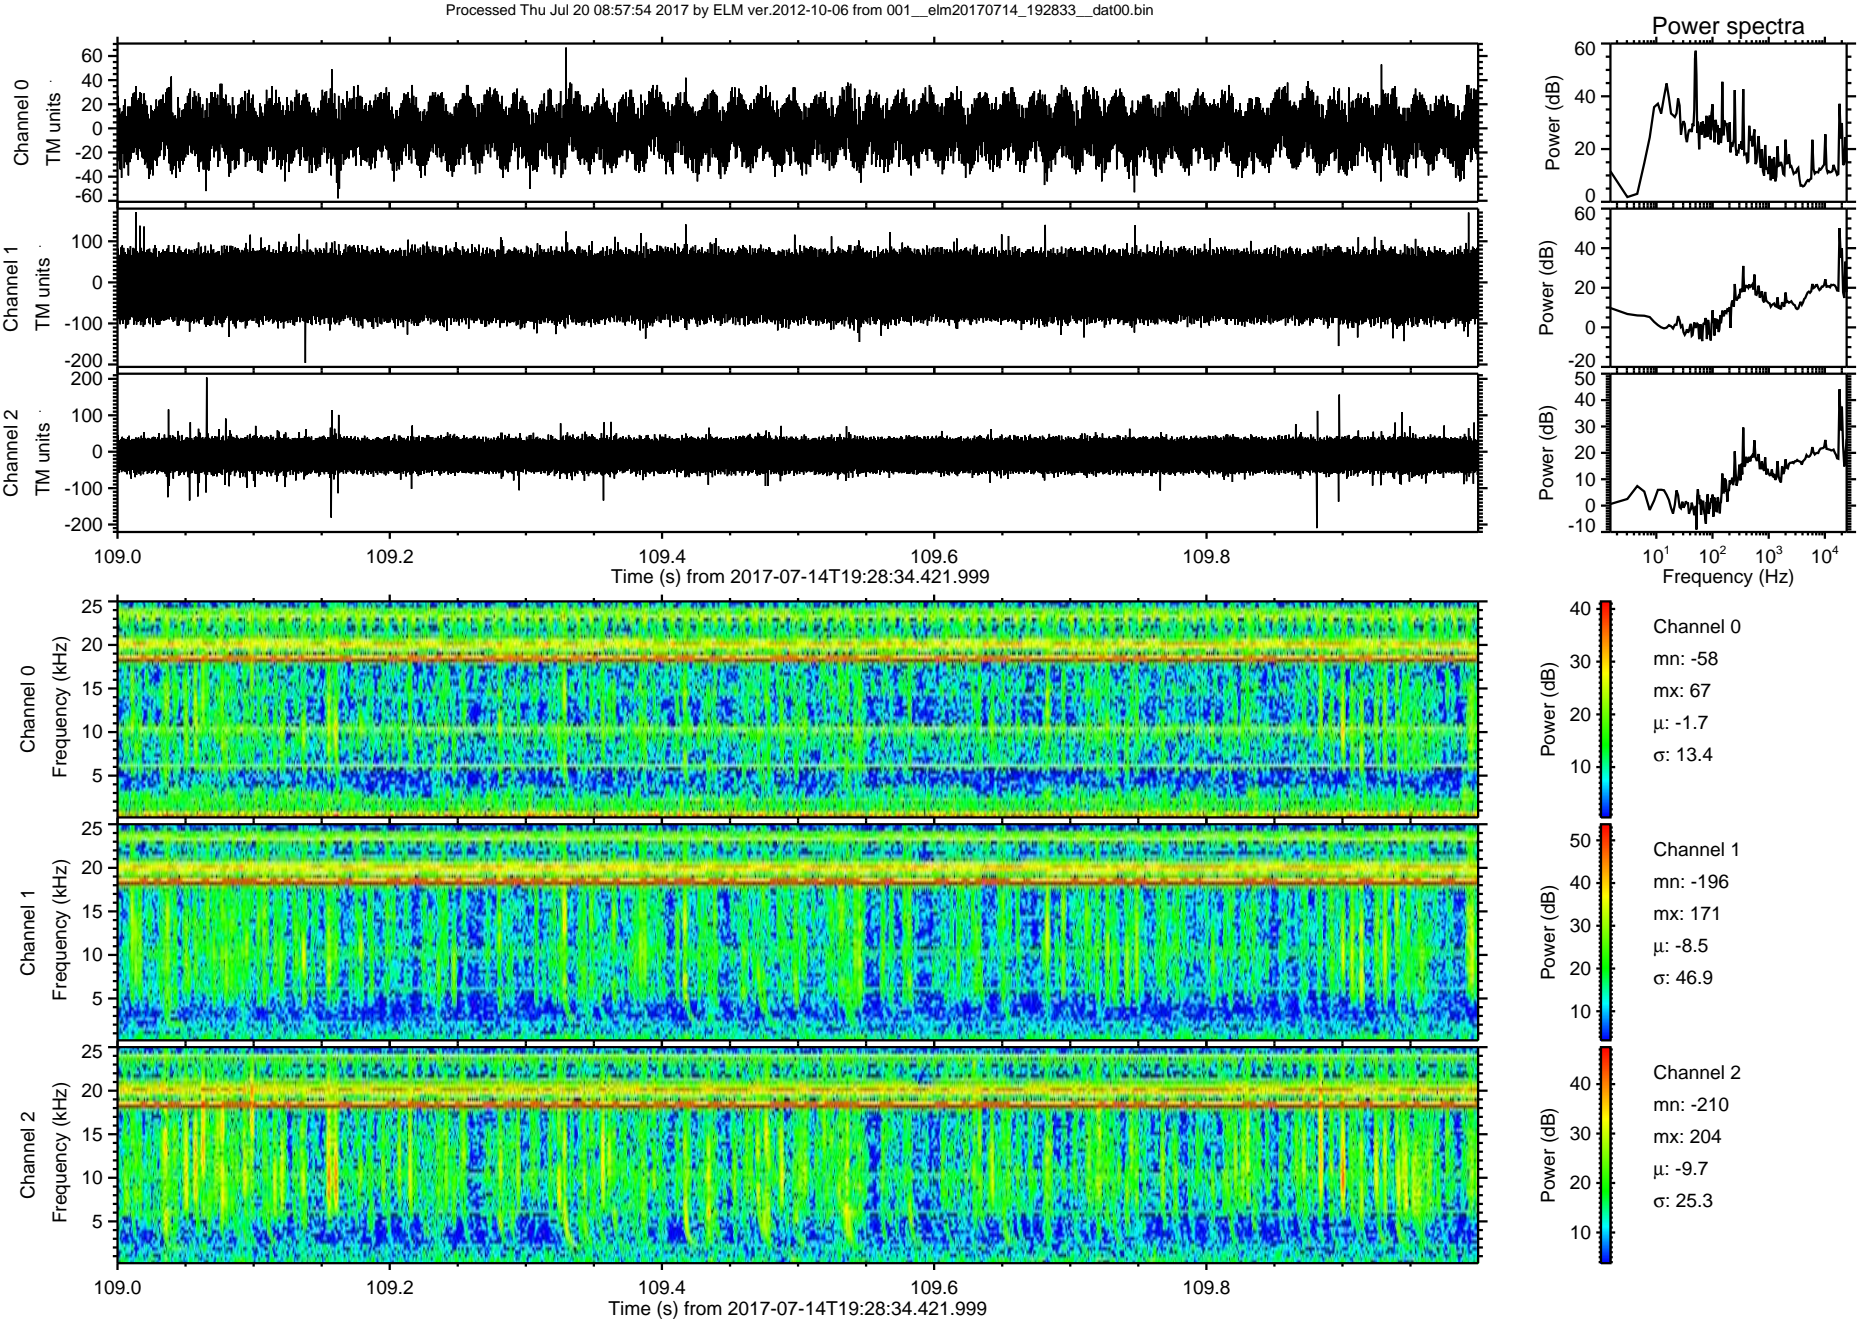 Processed Thu Jul 20 08:57:54 2017 by ELM ver.2012-10-06 from 001__elm20170714_192833__dat00.bin
Power spectra
Channel 0
TM units
60
40
20
0
-20
-40
-60
Power (dB)
60
40
20
0
Channel 1
TM units
100
0
-100
-200
Power (dB)
60
40
20
0
-20
Channel 2
TM units
200
100
0
-100
-200
Power (dB)
50
40
30
20
10
0
-10
109.0 109.2 109.4 109.6 109.8
Time (s) from 2017-07-14T19:28:34.421.999
10^1 10^2 10^3 10^4
Frequency (Hz)
Channel 0
Frequency (kHz)
25
20
15
10
5
Power (dB)
40
30
20
10
Channel 0
mn: -58
mx: 67
μ: -1.7
σ: 13.4
Channel 1
Frequency (kHz)
25
20
15
10
5
Power (dB)
50
40
30
20
10
Channel 1
mn: -196
mx: 171
μ: -8.5
σ: 46.9
Channel 2
Frequency (kHz)
25
20
15
10
5
Power (dB)
40
30
20
10
Channel 2
mn: -210
mx: 204
μ: -9.7
σ: 25.3
109.0 109.2 109.4 109.6 109.8
Time (s) from 2017-07-14T19:28:34.421.999